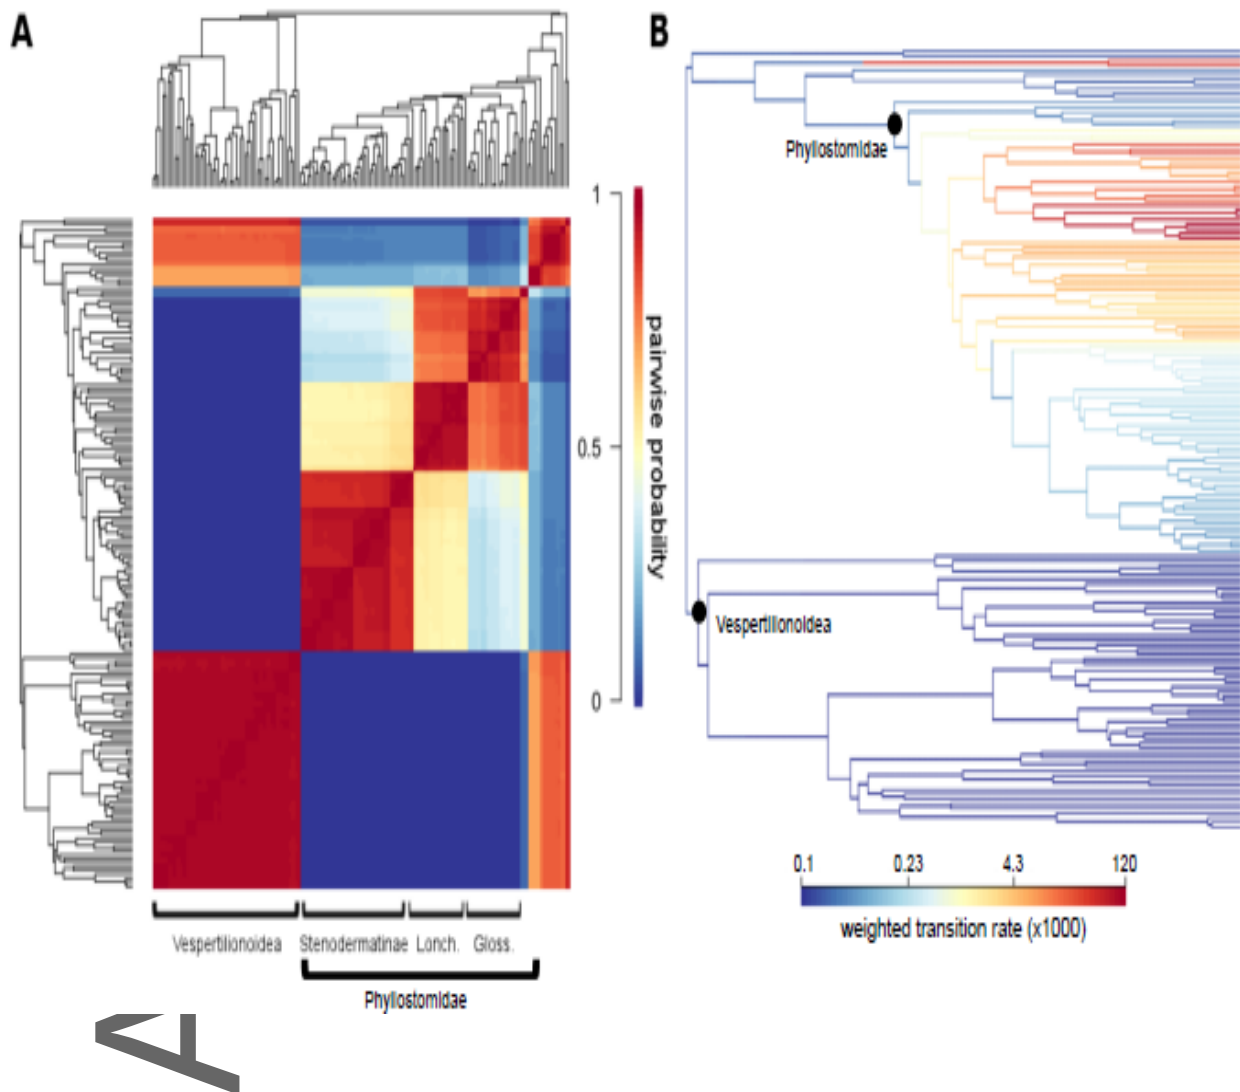 A
B
Phyllostomidae
1
0.5
0
pairwise probability
Vespertilionoidea
0.1 0.23 4.3 120
weighted transition rate (x1000)
Vespertilionoidea Stenodermatinae Lonch. Gloss.
Phyllostomidae
A